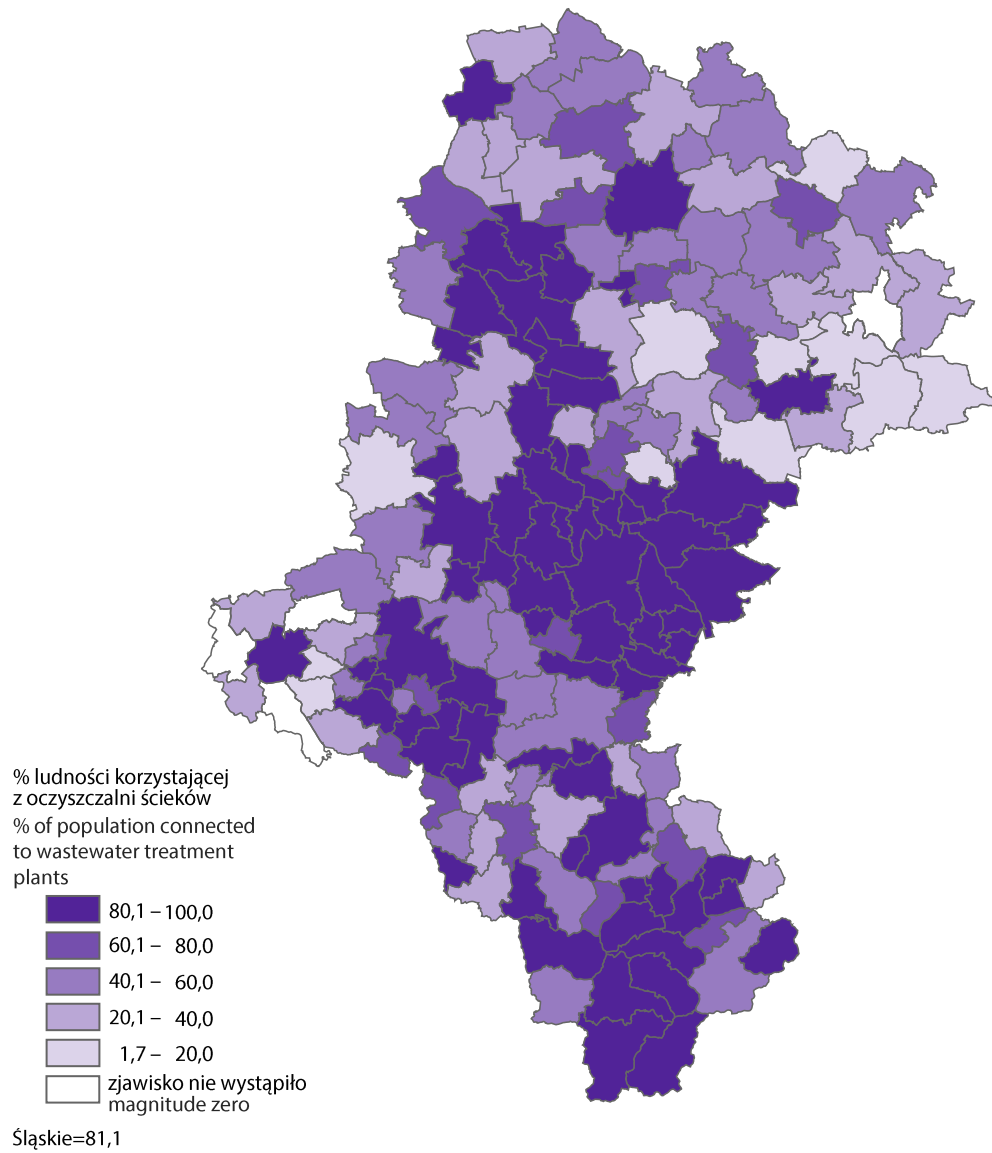 % ludności korzystającej
z oczyszczalni ścieków
% of population connected
to wastewater treatment
plants
80,1 – 100,0
60,1 – 80,0
40,1 – 60,0
20,1 – 40,0
1,7 – 20,0
zjawisko nie wystąpiło
magnitude zero
Śląskie=81,1